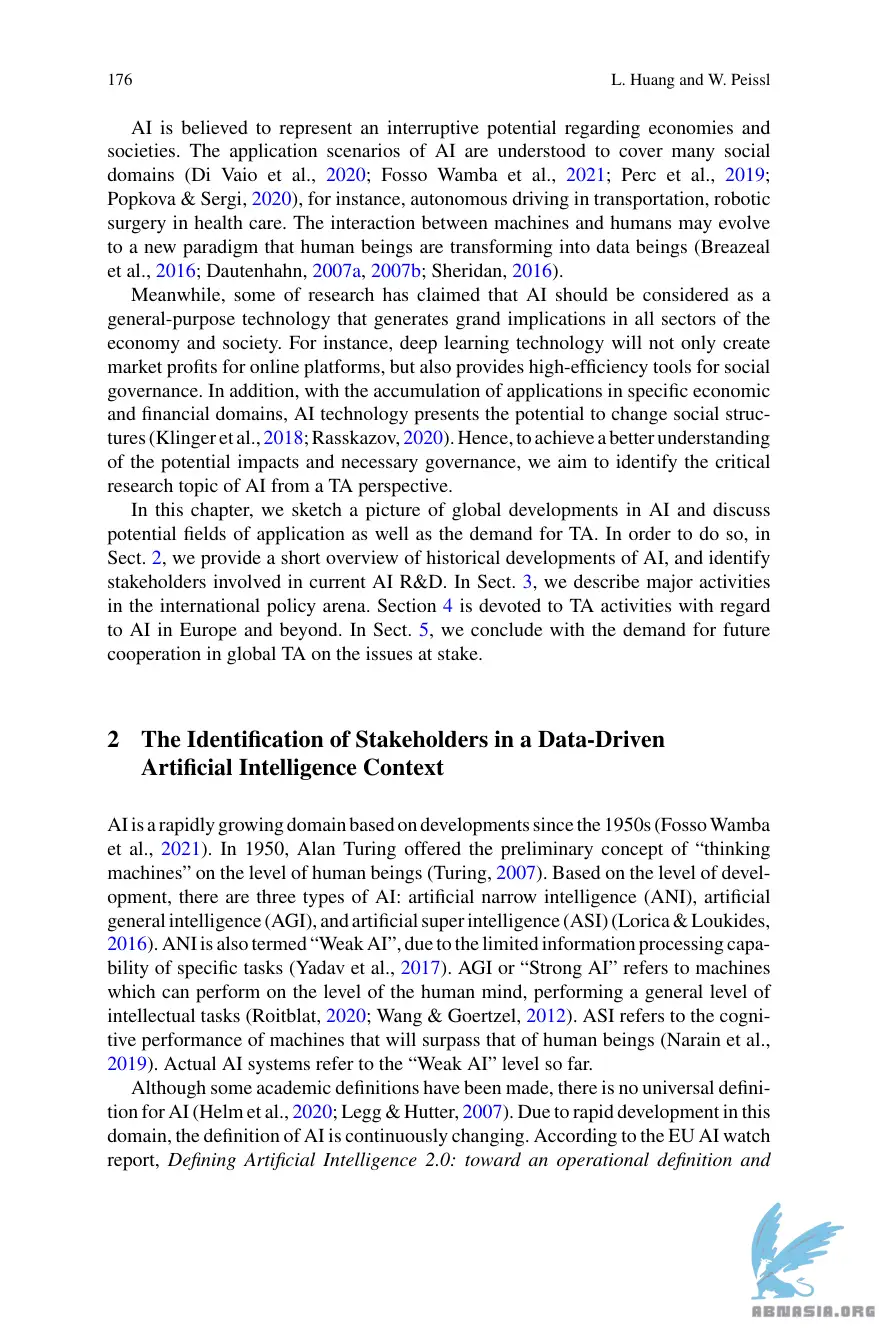 176
L. Huang and W. Peissl
AI is believed to represent an interruptive potential regarding economies and
societies. The application scenarios of AI are understood to cover many social
domains (Di Vaio et al., 2020; Fosso Wamba et al., 2021; Perc et al., 2019;
Popkova & Sergi, 2020), for instance, autonomous driving in transportation, robotic
surgery in health care. The interaction between machines and humans may evolve
to a new paradigm that human beings are transforming into data beings (Breazeal
et al., 2016; Dautenhahn, 2007a, 2007b; Sheridan, 2016).
Meanwhile, some of research has claimed that AI should be considered as a
general-purpose technology that generates grand implications in all sectors of the
economy and society. For instance, deep learning technology will not only create
market profits for online platforms, but also provides high-efficiency tools for social
governance. In addition, with the accumulation of applications in specific economic
and financial domains, AI technology presents the potential to change social struc-
tures (Klinger et al., 2018; Rasskazov, 2020). Hence, to achieve a better understanding
of the potential impacts and necessary governance, we aim to identify the critical
research topic of AI from a TA perspective.
In this chapter, we sketch a picture of global developments in AI and discuss
potential fields of application as well as the demand for TA. In order to do so, in
Sect. 2, we provide a short overview of historical developments of AI, and identify
stakeholders involved in current AI R&D. In Sect. 3, we describe major activities
in the international policy arena. Section 4 is devoted to TA activities with regard
to AI in Europe and beyond. In Sect. 5, we conclude with the demand for future
cooperation in global TA on the issues at stake.
2 The Identification of Stakeholders in a Data-Driven
Artificial Intelligence Context
AI is a rapidly growing domain based on developments since the 1950s (Fosso Wamba
et al., 2021). In 1950, Alan Turing offered the preliminary concept of “thinking
machines” on the level of human beings (Turing, 2007). Based on the level of devel-
opment, there are three types of AI: artificial narrow intelligence (ANI), artificial
general intelligence (AGI), and artificial super intelligence (ASI) (Lorica & Loukides,
2016). ANI is also termed “Weak AI”, due to the limited information processing capa-
bility of specific tasks (Yadav et al., 2017). AGI or “Strong AI” refers to machines
which can perform on the level of the human mind, performing a general level of
intellectual tasks (Roitblat, 2020; Wang & Goertzel, 2012). ASI refers to the cogni-
tive performance of machines that will surpass that of human beings (Narain et al.,
2019). Actual AI systems refer to the “Weak AI” level so far.
Although some academic definitions have been made, there is no universal defini-
tion for AI (Helm et al., 2020; Legg & Hutter, 2007). Due to rapid development in this
domain, the definition of AI is continuously changing. According to the EU AI watch
report, Defining Artificial Intelligence 2.0: toward an operational definition and
ABNASIA.ORG